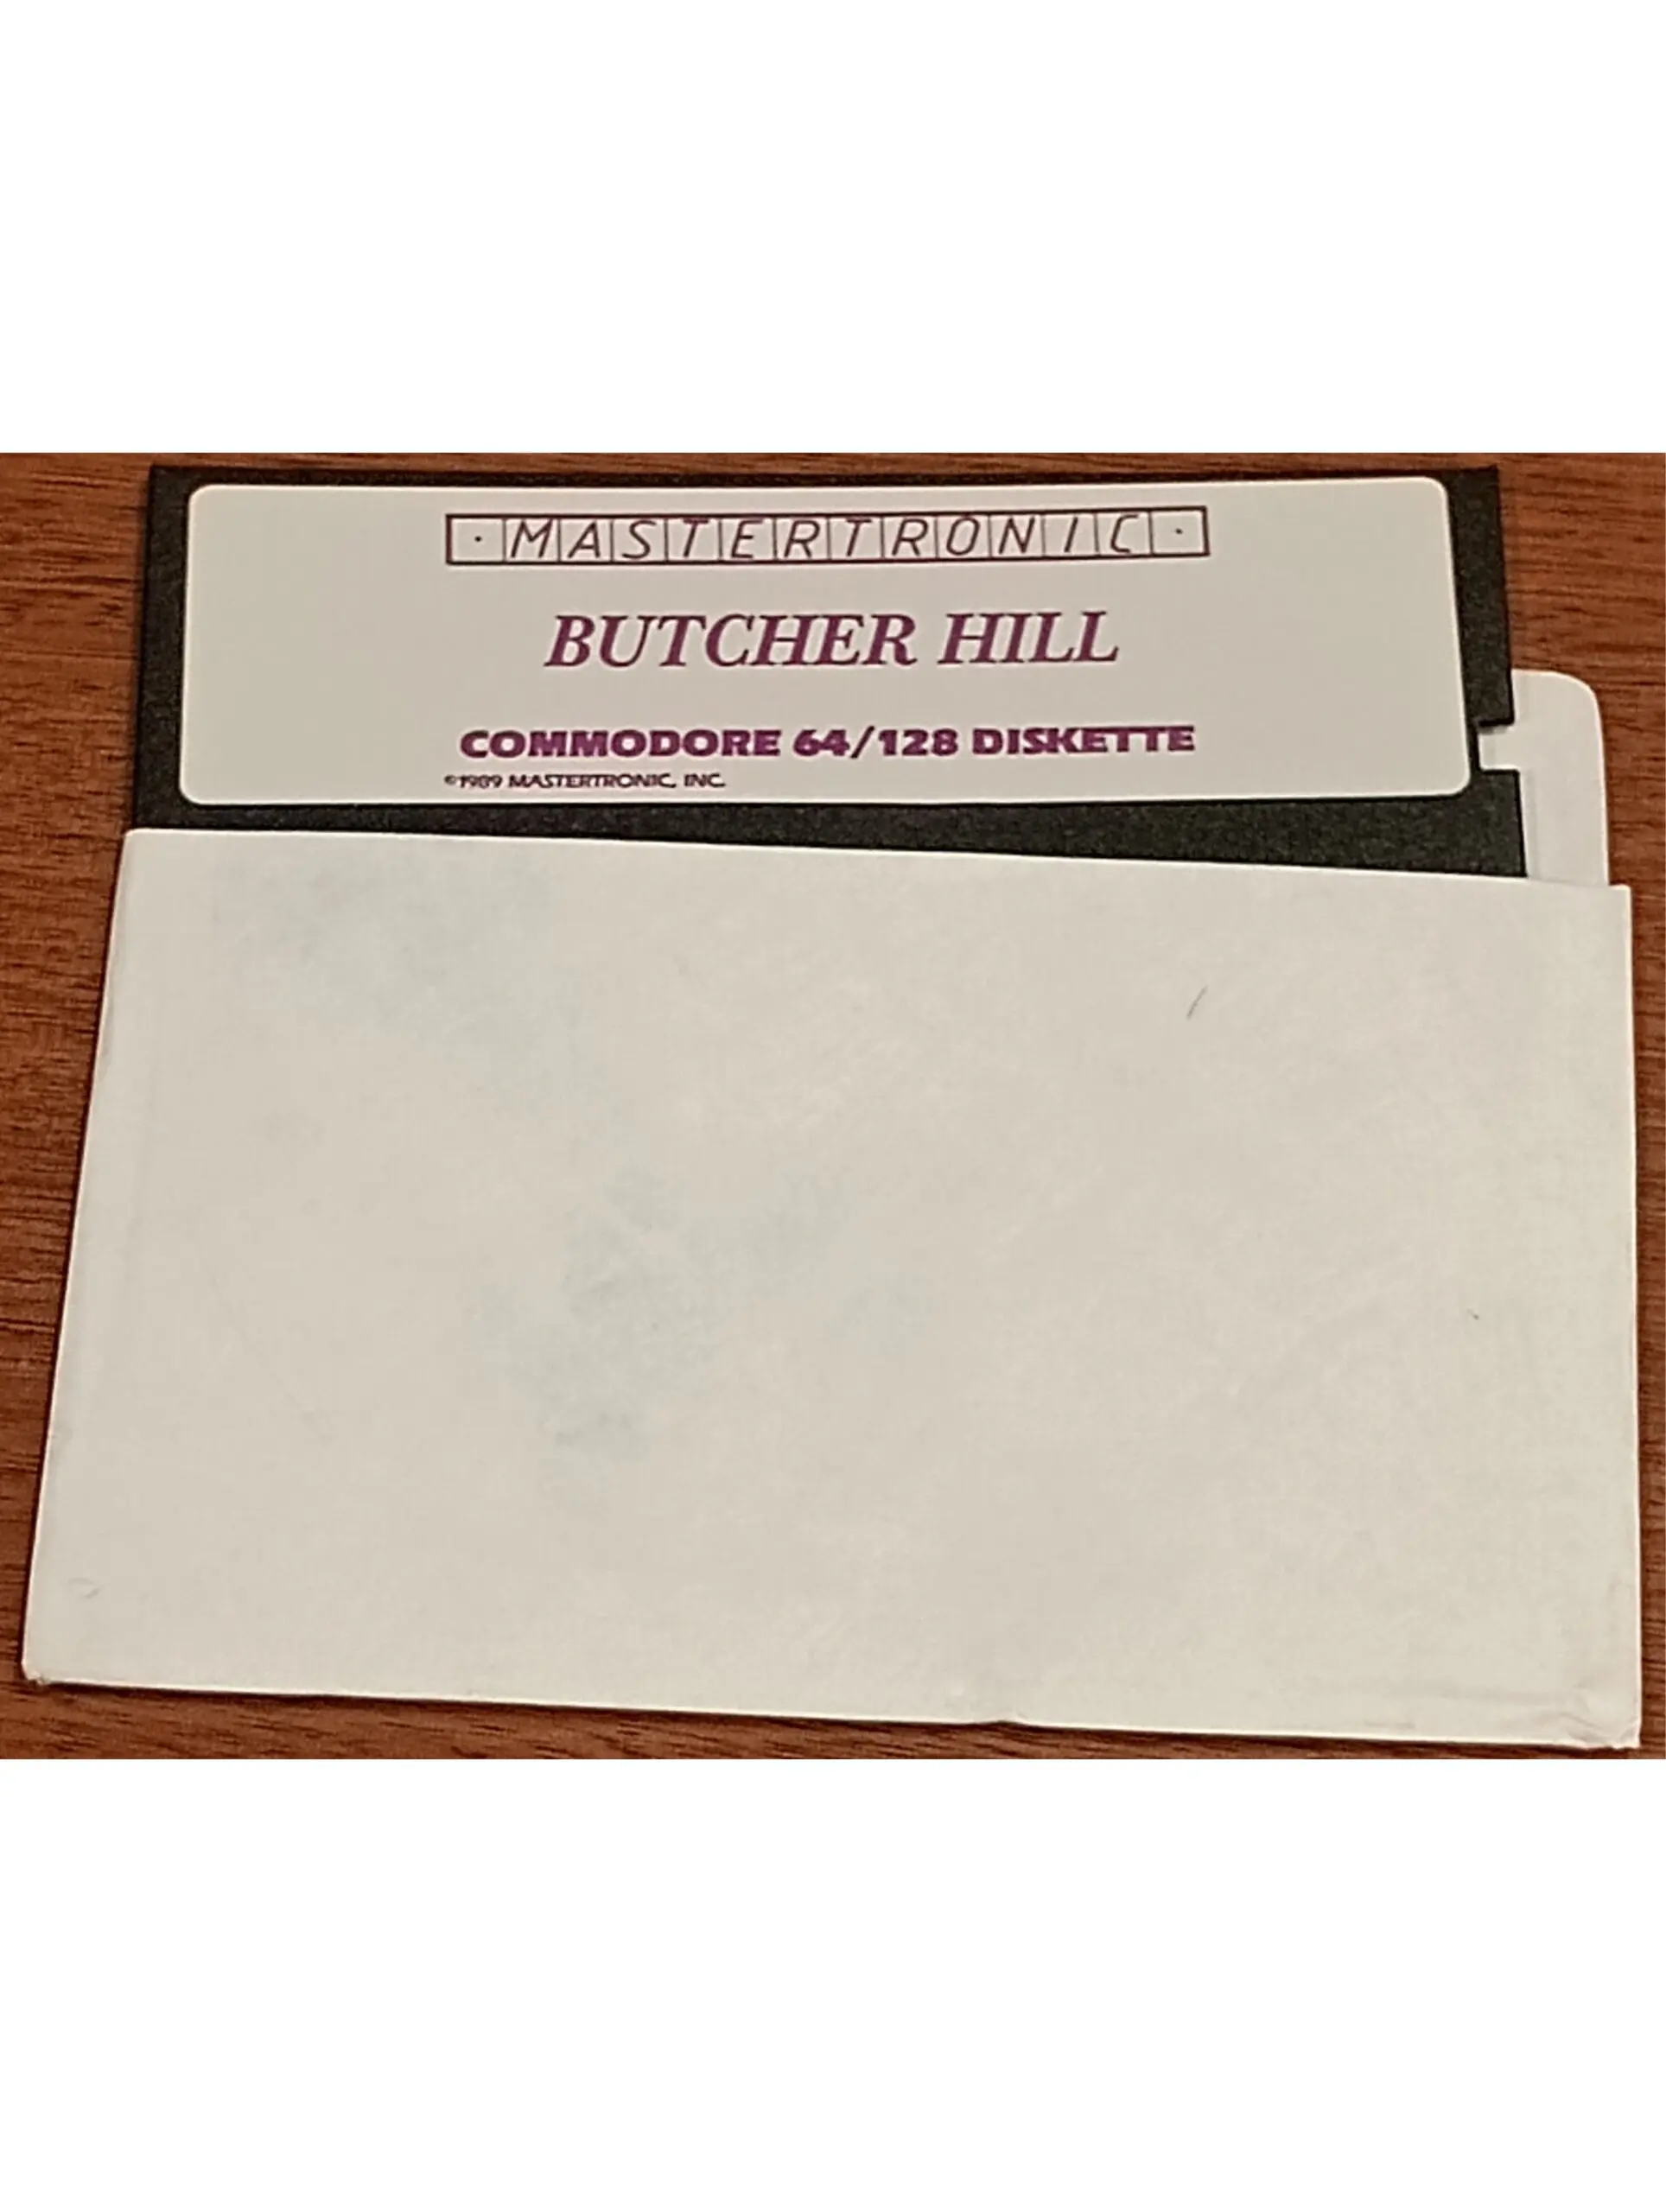 · MASTERTRONIC ·
BUTCHER HILL
COMMODORE 64/128 DISKETTE
©1989 MASTERTRONIC, INC.